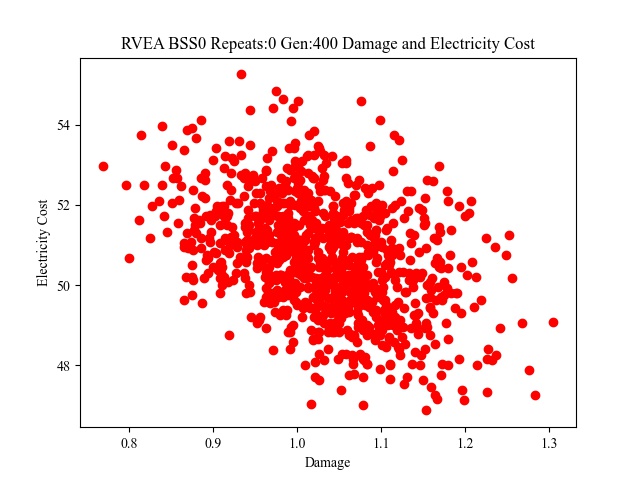 RVEA BSS0 Repeats:0 Gen:400 Damage and Electricity Cost
54
52
50
48
Electricity Cost
0.8 0.9 1.0 1.1 1.2 1.3
Damage